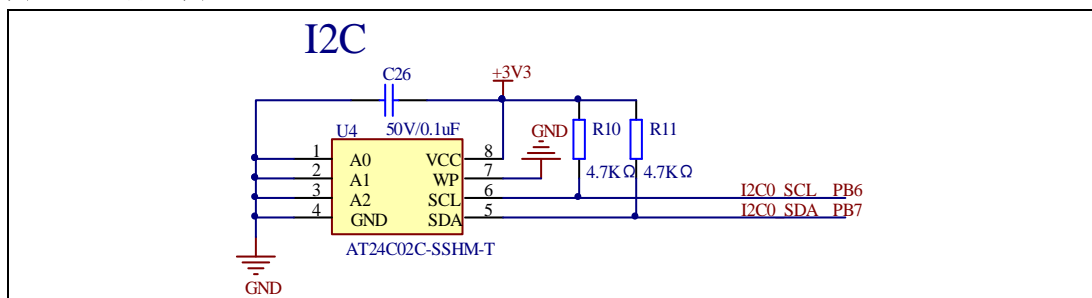 I2C
C26
+3V3
U4
50V/0.1uF
GND
R10
R11
1
A0
VCC
8
2
A1
WP
7
4.7KΩ
4.7KΩ
3
A2
SCL
6
I2C0_SCL PB6
4
GND
SDA
5
I2C0_SDA PB7
AT24C02C-SSHM-T
GND